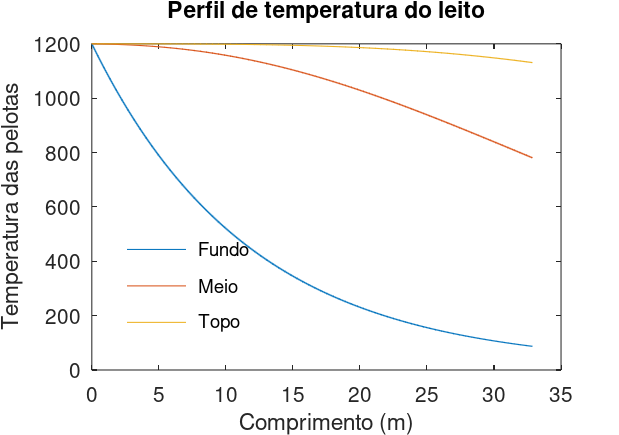 Perfil de temperatura do leito
Temperatura das pelotas
1200
1000
800
600
400
200
0
Fundo
Meio
Topo
0 5 10 15 20 25 30 35
Comprimento (m)